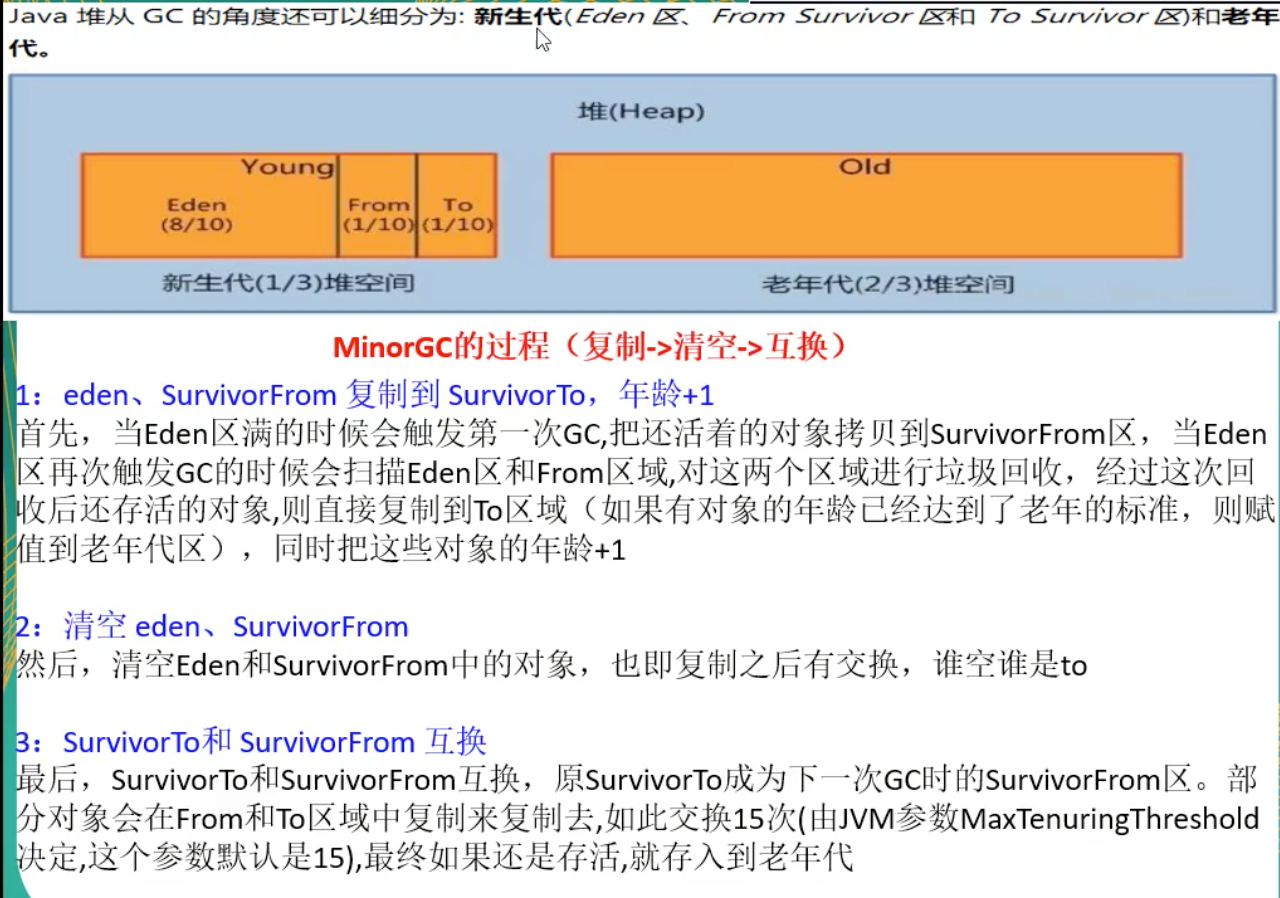 Java 堆从 GC 的角度还可以细分为: 新生代(Eden 区、 From Survivor 区和 To Survivor 区)和老年
代。
堆(Heap)
Young
Old
Eden
From
To
(8/10)
(1/10)
(1/10)
新生代(1/3)堆空间
老年代(2/3)堆空间
MinorGC的过程（复制->清空->互换）
1：eden、SurvivorFrom 复制到 SurvivorTo，年龄+1
首先，当Eden区满的时候会触发第一次GC,把还活着的对象拷贝到SurvivorFrom区，当Eden
区再次触发GC的时候会扫描Eden区和From区域,对这两个区域进行垃圾回收，经过这次回
收后还存活的对象,则直接复制到To区域（如果有对象的年龄已经达到了老年的标准，则赋
值到老年代区），同时把这些对象的年龄+1
2：清空 eden、SurvivorFrom
然后，清空Eden和SurvivorFrom中的对象，也即复制之后有交换，谁空谁是to
3：SurvivorTo和 SurvivorFrom 互换
最后，SurvivorTo和SurvivorFrom互换，原SurvivorTo成为下一次GC时的SurvivorFrom区。部
分对象会在From和To区域中复制来复制去,如此交换15次(由JVM参数MaxTenuringThreshold
决定,这个参数默认是15),最终如果还是存活,就存入到老年代